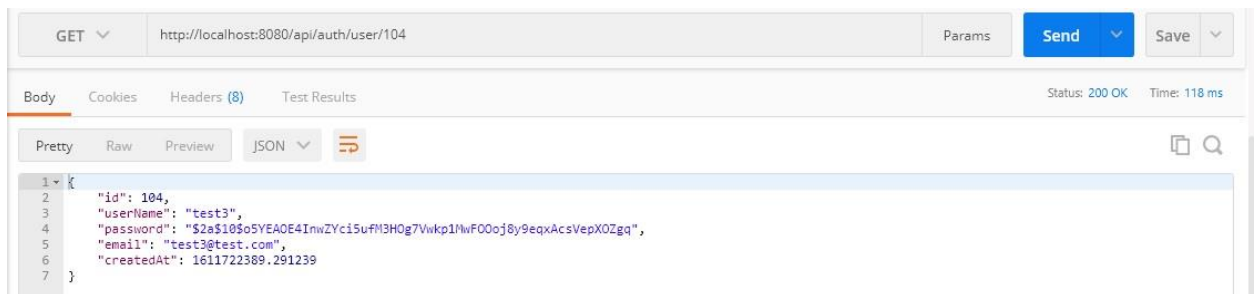 GET http://localhost:8080/api/auth/user/104 Params Send Save
Body Cookies Headers (8) Test Results Status: 200 OK Time: 118 ms
Pretty Raw Preview JSON
1 {
2 "id": 104,
3 "userName": "test3",
4 "password": "$2a$10$o5YEAOE4InwZYci5ufM3HOg7Vwkp1MwFOOoj8y9eqxAcsVepXOZgq",
5 "email": "test3@test.com",
6 "createdAt": 1611722389.291239
7 }